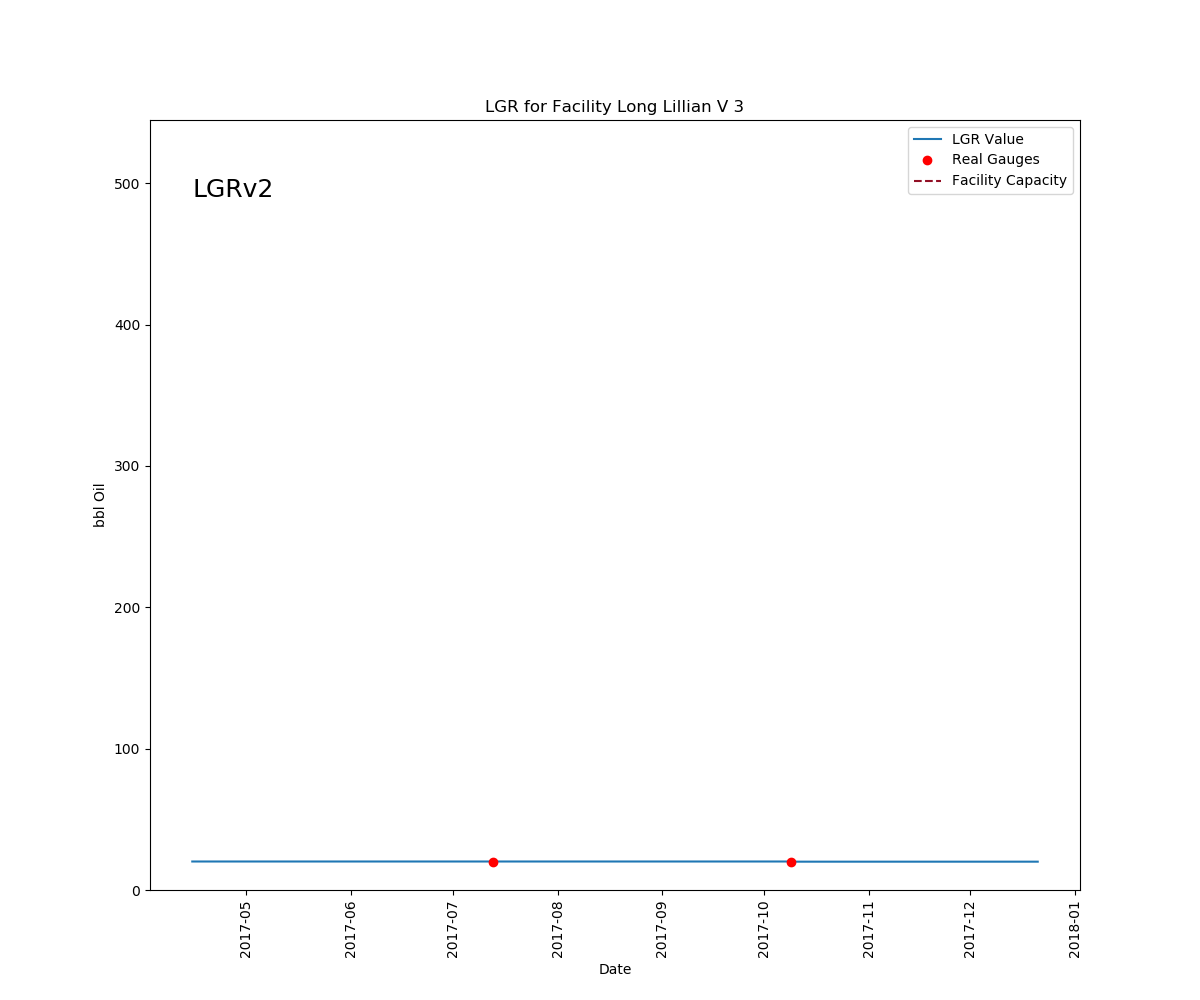 LGR for Facility Long Lillian V 3
LGRv2
LGR Value
Real Gauges
Facility Capacity
bbl Oil
500
400
300
200
100
0
2017-05
2017-06
2017-07
2017-08
2017-09
2017-10
2017-11
2017-12
2018-01
Date